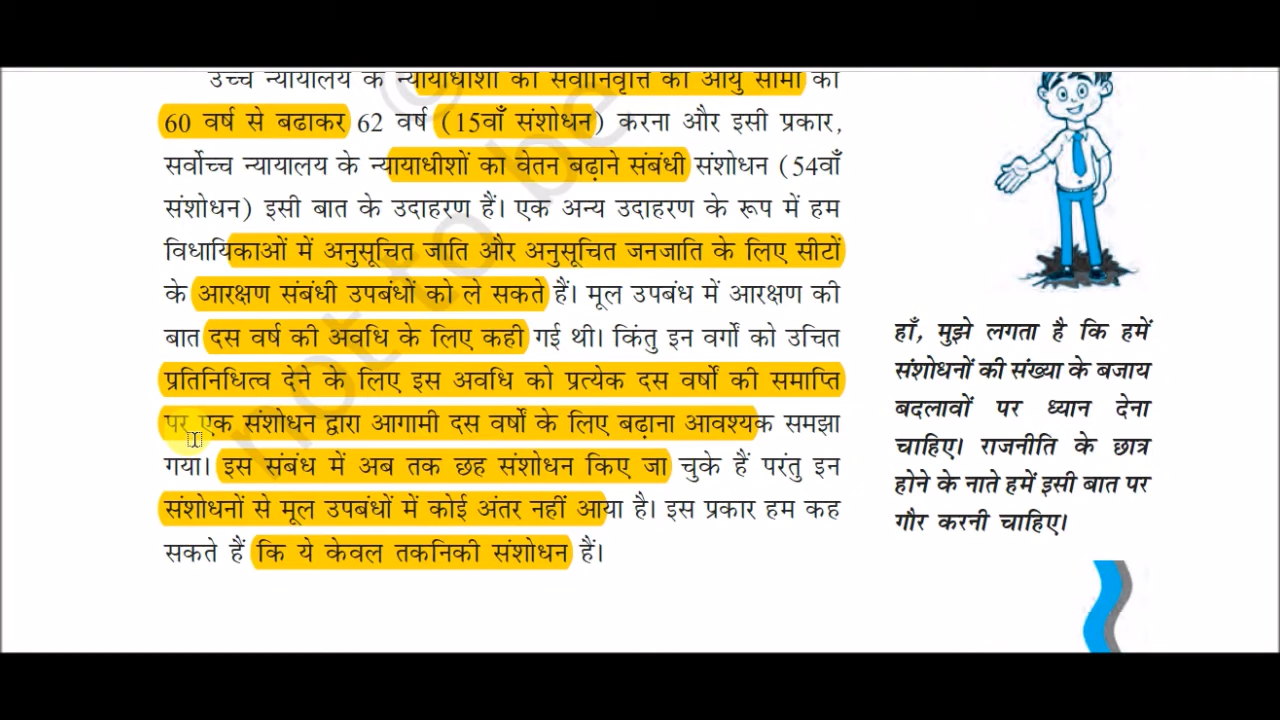 उच्च न्यायालय के न्यायाधीशों की सेवानिवृत्ति की आयु सीमा को
60 वर्ष से बढाकर 62 वर्ष (15वाँ संशोधन) करना और इसी प्रकार,
सर्वोच्च न्यायालय के न्यायाधीशों का वेतन बढ़ाने संबंधी संशोधन (54वाँ
संशोधन) इसी बात के उदाहरण हैं। एक अन्य उदाहरण के रूप में हम
विधायिकाओं में अनुसूचित जाति और अनुसूचित जनजाति के लिए सीटों
के आरक्षण संबंधी उपबंधों को ले सकते हैं। मूल उपबंध में आरक्षण की
बात दस वर्ष की अवधि के लिए कही गई थी। किंतु इन वर्गों को उचित
प्रतिनिधित्व देने के लिए इस अवधि को प्रत्येक दस वर्षों की समाप्ति
पर एक संशोधन द्वारा आगामी दस वर्षों के लिए बढ़ाना आवश्यक समझा
गया। इस संबंध में अब तक छह संशोधन किए जा चुके हैं परंतु इन
संशोधनों से मूल उपबंधों में कोई अंतर नहीं आया है। इस प्रकार हम कह
सकते हैं कि ये केवल तकनिकी संशोधन हैं।
हाँ, मुझे लगता है कि हमें
संशोधनों की संख्या के बजाय
बदलावों पर ध्यान देना
चाहिए। राजनीति के छात्र
होने के नाते हमें इसी बात पर
गौर करनी चाहिए।
© not to be